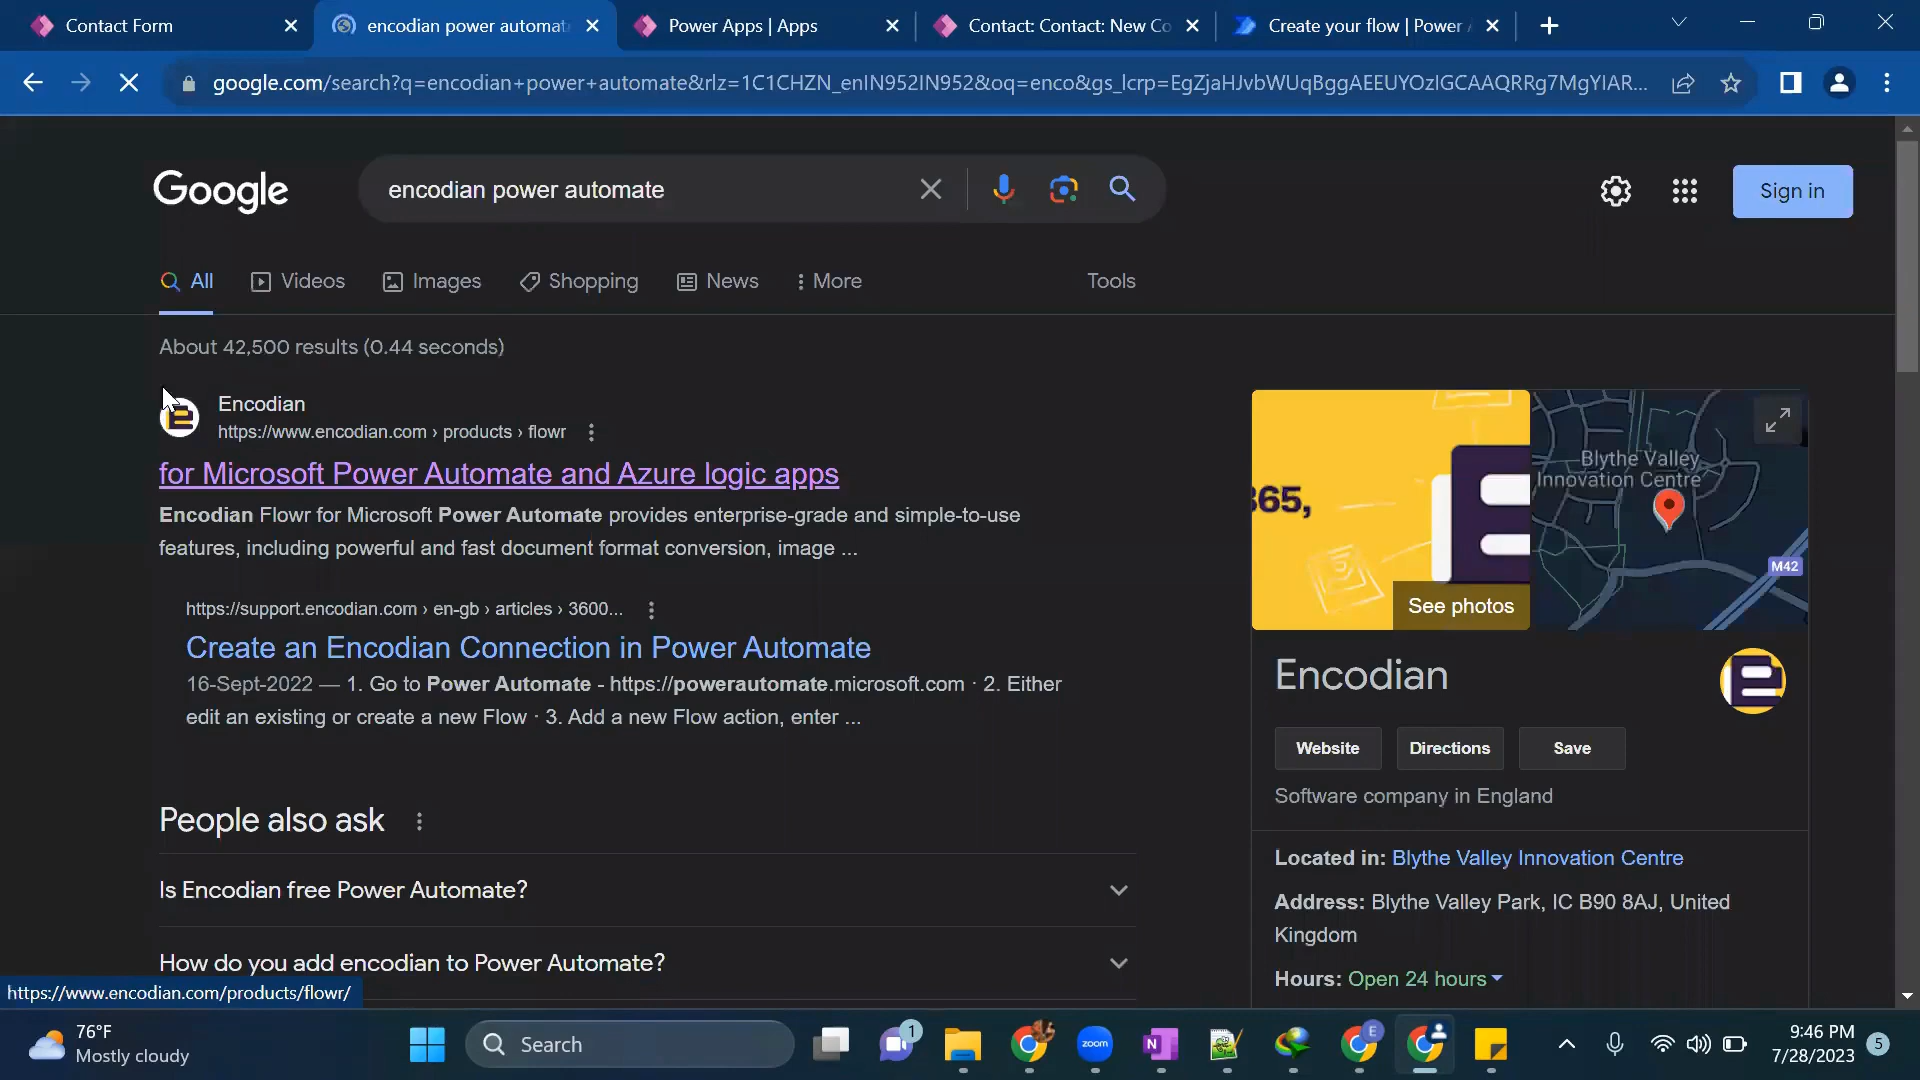 Contact Form
encodian power automat
Power Apps | Apps
Contact: Contact: New Co
Create your flow | Power A
google.com/search?q=encodian+power+automate&rlz=1C1CHZN_enIN952IN952&oq=enco&gs_lcrp=EgZjaHJvbWUqBggAEEUYOzIGCAAQRRg7MgYIAR...
Google
encodian power automate
Sign in
All
Videos
Images
Shopping
News
More
Tools
About 42,500 results (0.44 seconds)
Encodian
https://www.encodian.com › products › flowr
for Microsoft Power Automate and Azure logic apps
Encodian Flowr for Microsoft Power Automate provides enterprise-grade and simple-to-use
features, including powerful and fast document format conversion, image ...
https://support.encodian.com › en-gb › articles › 3600...
Create an Encodian Connection in Power Automate
16-Sept-2022 — 1. Go to Power Automate - https://powerautomate.microsoft.com · 2. Either
edit an existing or create a new Flow · 3. Add a new Flow action, enter ...
People also ask
Is Encodian free Power Automate?
How do you add encodian to Power Automate?
365,
See photos
Blythe Valley
Innovation Centre
M42
Encodian
Website
Directions
Save
Software company in England
Located in: Blythe Valley Innovation Centre
Address: Blythe Valley Park, IC B90 8AJ, United
Kingdom
Hours: Open 24 hours
https://www.encodian.com/products/flowr/
76°F
Mostly cloudy
Search
1
zoom
N
E
9:46 PM
7/28/2023
5